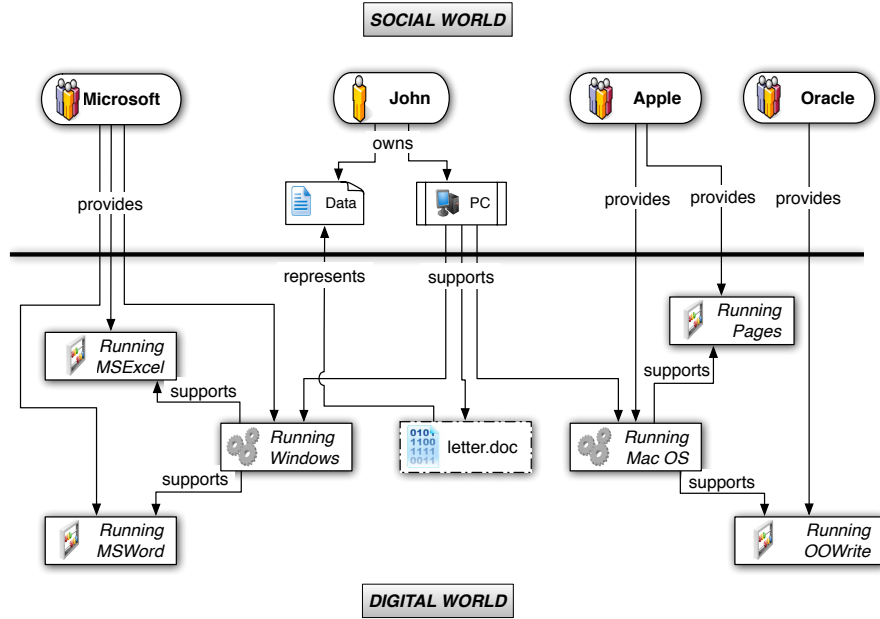 SOCIAL WORLD
Microsoft
John
Apple
Oracle
owns
Data
PC
provides
provides
provides
provides
represents
supports
Running
Pages
Running
MSExcel
supports
supports
0101
1100
1111
0011
letter.doc
Running
Windows
Running
Mac OS
supports
supports
Running
MSWord
Running
OOWrite
DIGITAL WORLD